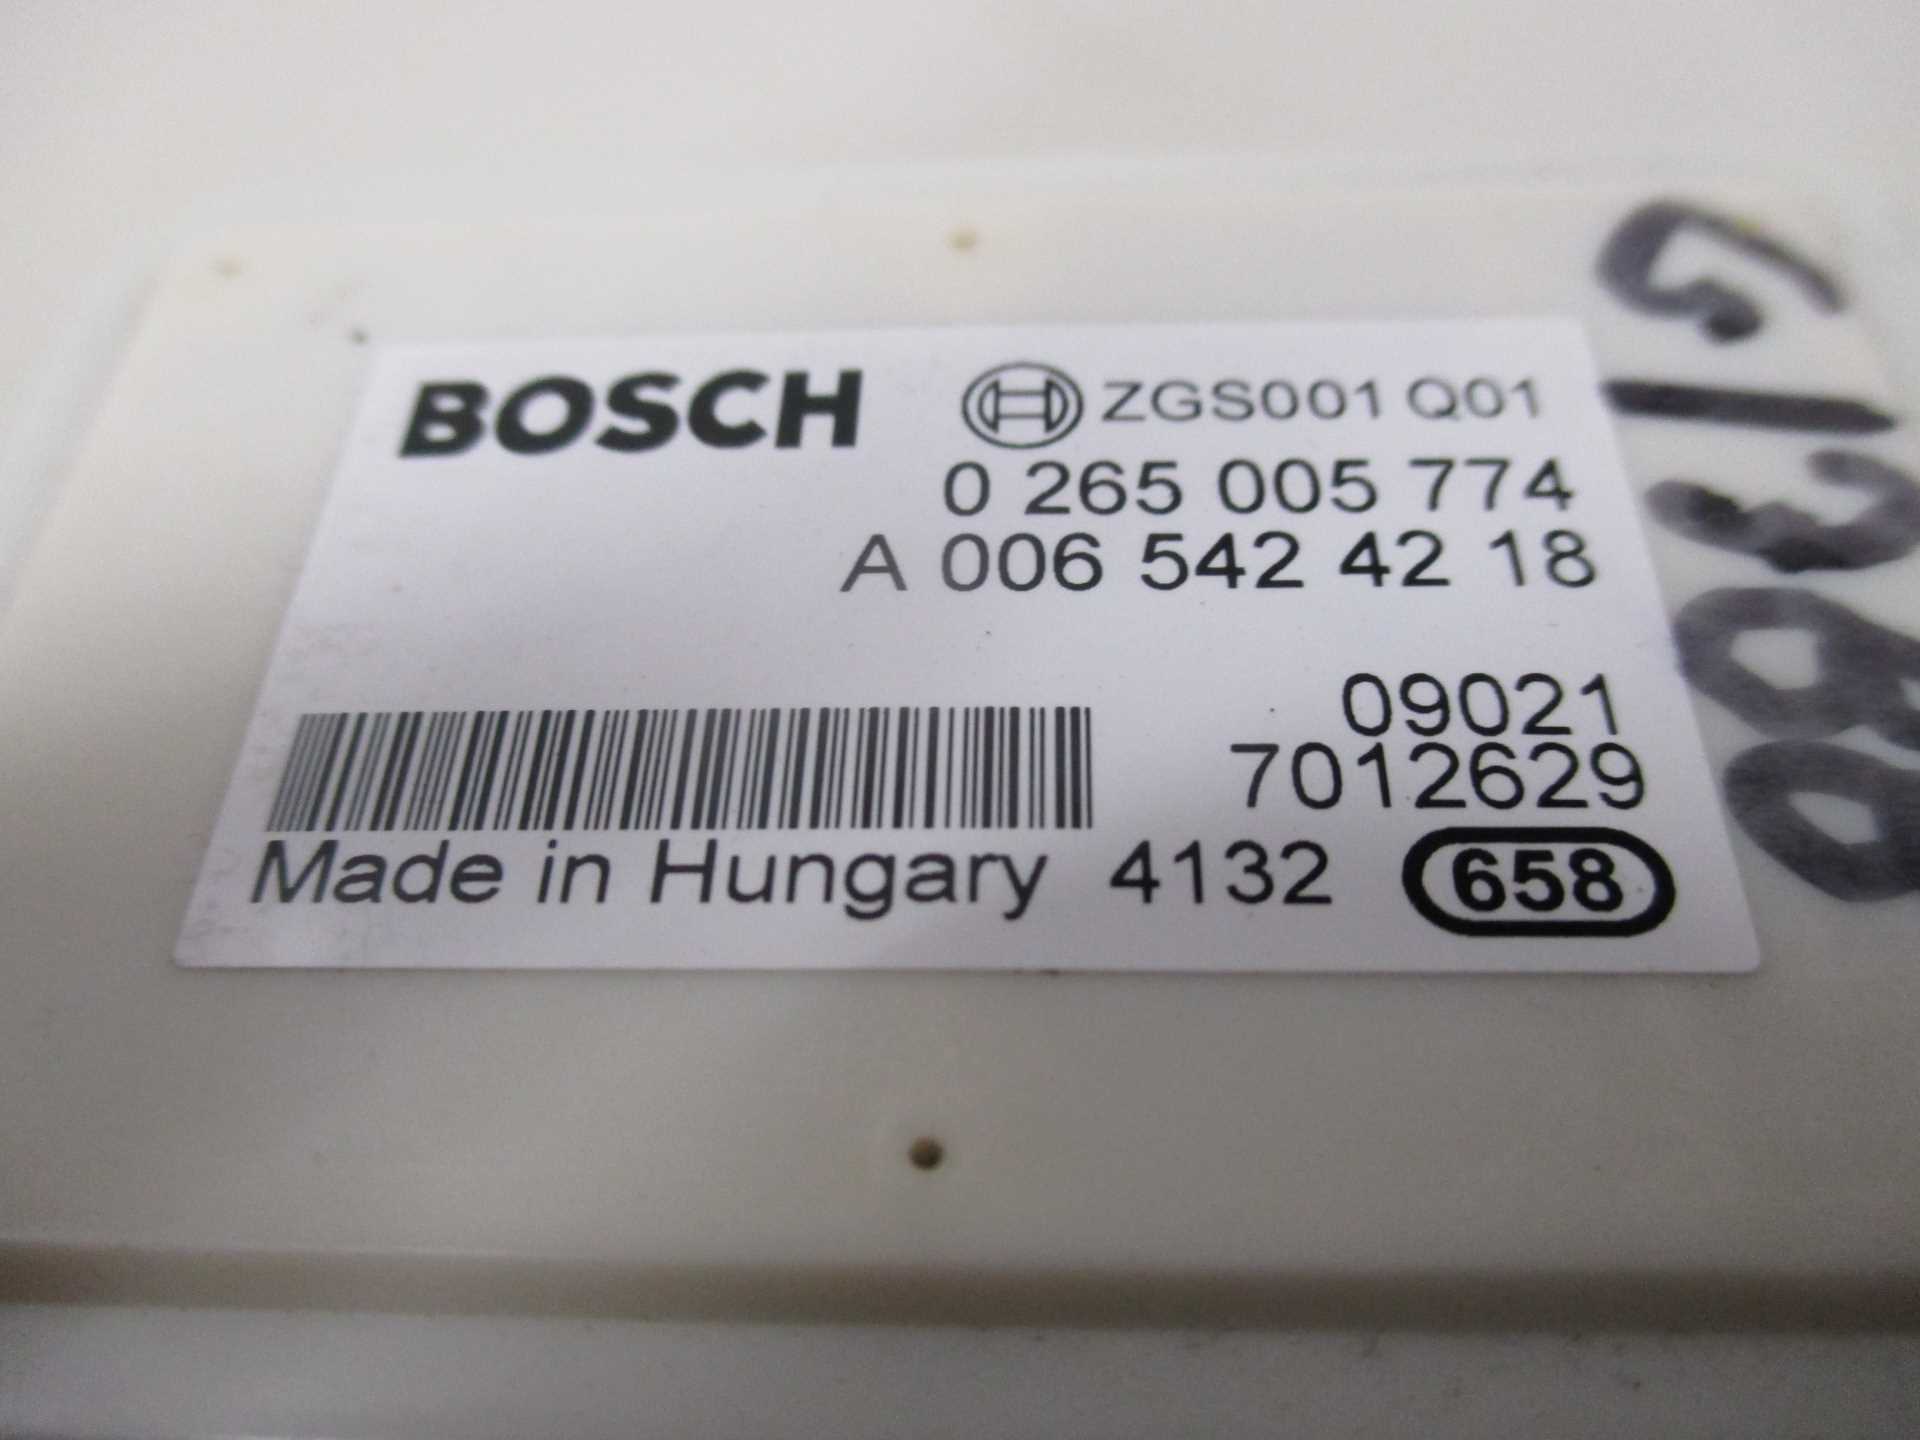 BOSCH ZGS001 Q01
0 265 005 774
A 006 542 42 18
09021
7012629
Made in Hungary 4132 658